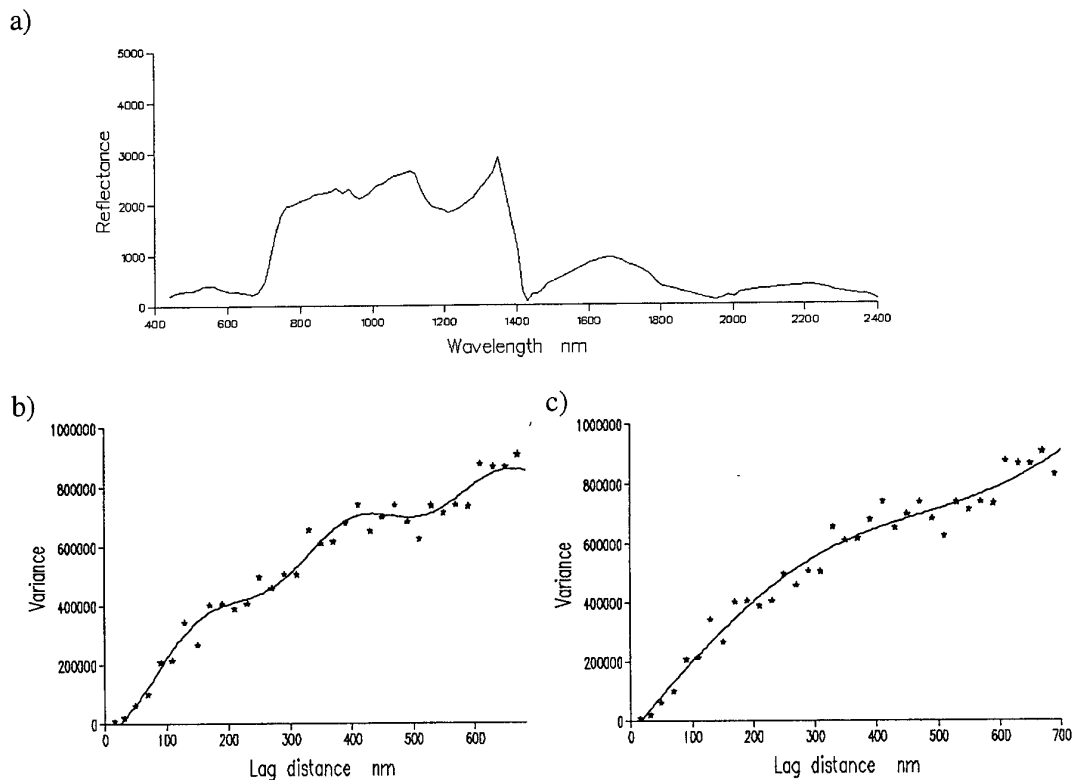 a)
5000
4000
3000
2000
1000
0
Reflectance
400 600 800 1000 1200 1400 1600 1800 2000 2200 2400
Wavelength nm
b)
1000000
800000
600000
400000
200000
0
Variance
0 100 200 300 400 500 600
Lag distance nm
c)
1000000
800000
600000
400000
200000
0
Variance
0 100 200 300 400 500 600 700
Lag distance nm